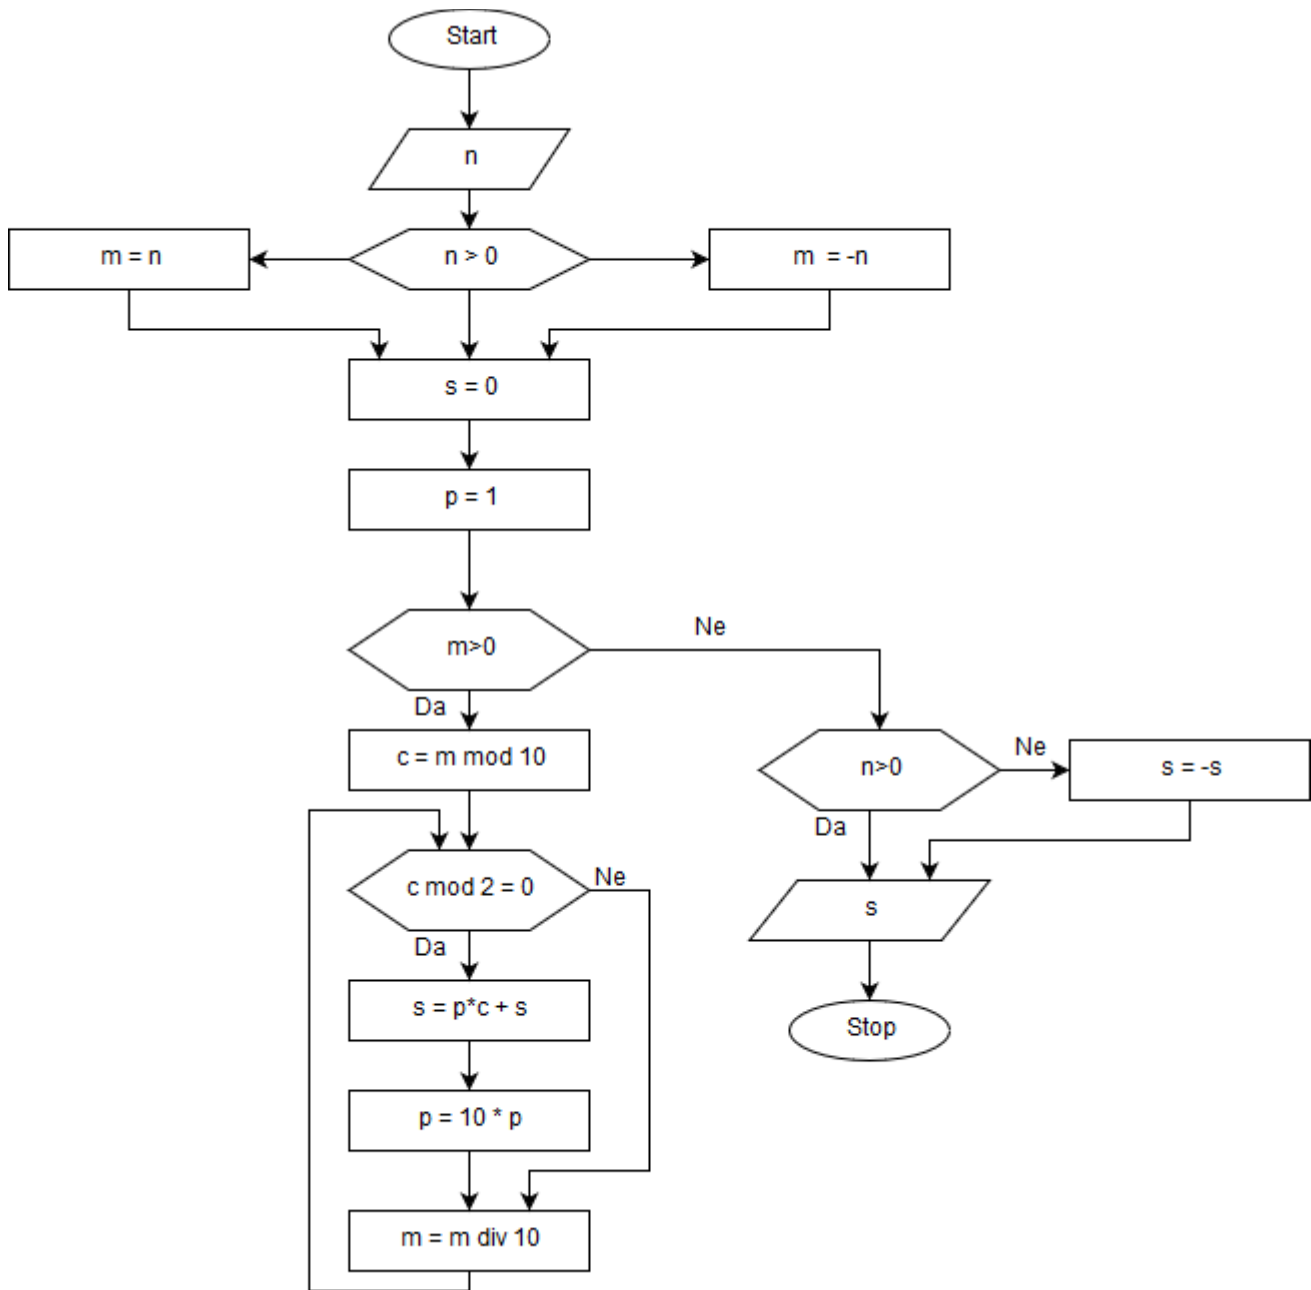 Start
n
m = n
n > 0
m = -n
s = 0
p = 1
m>0
Ne
Da
c = m mod 10
n>0
Ne
s = -s
Da
c mod 2 = 0
Ne
Da
s
s = p*c + s
Stop
p = 10 * p
m = m div 10